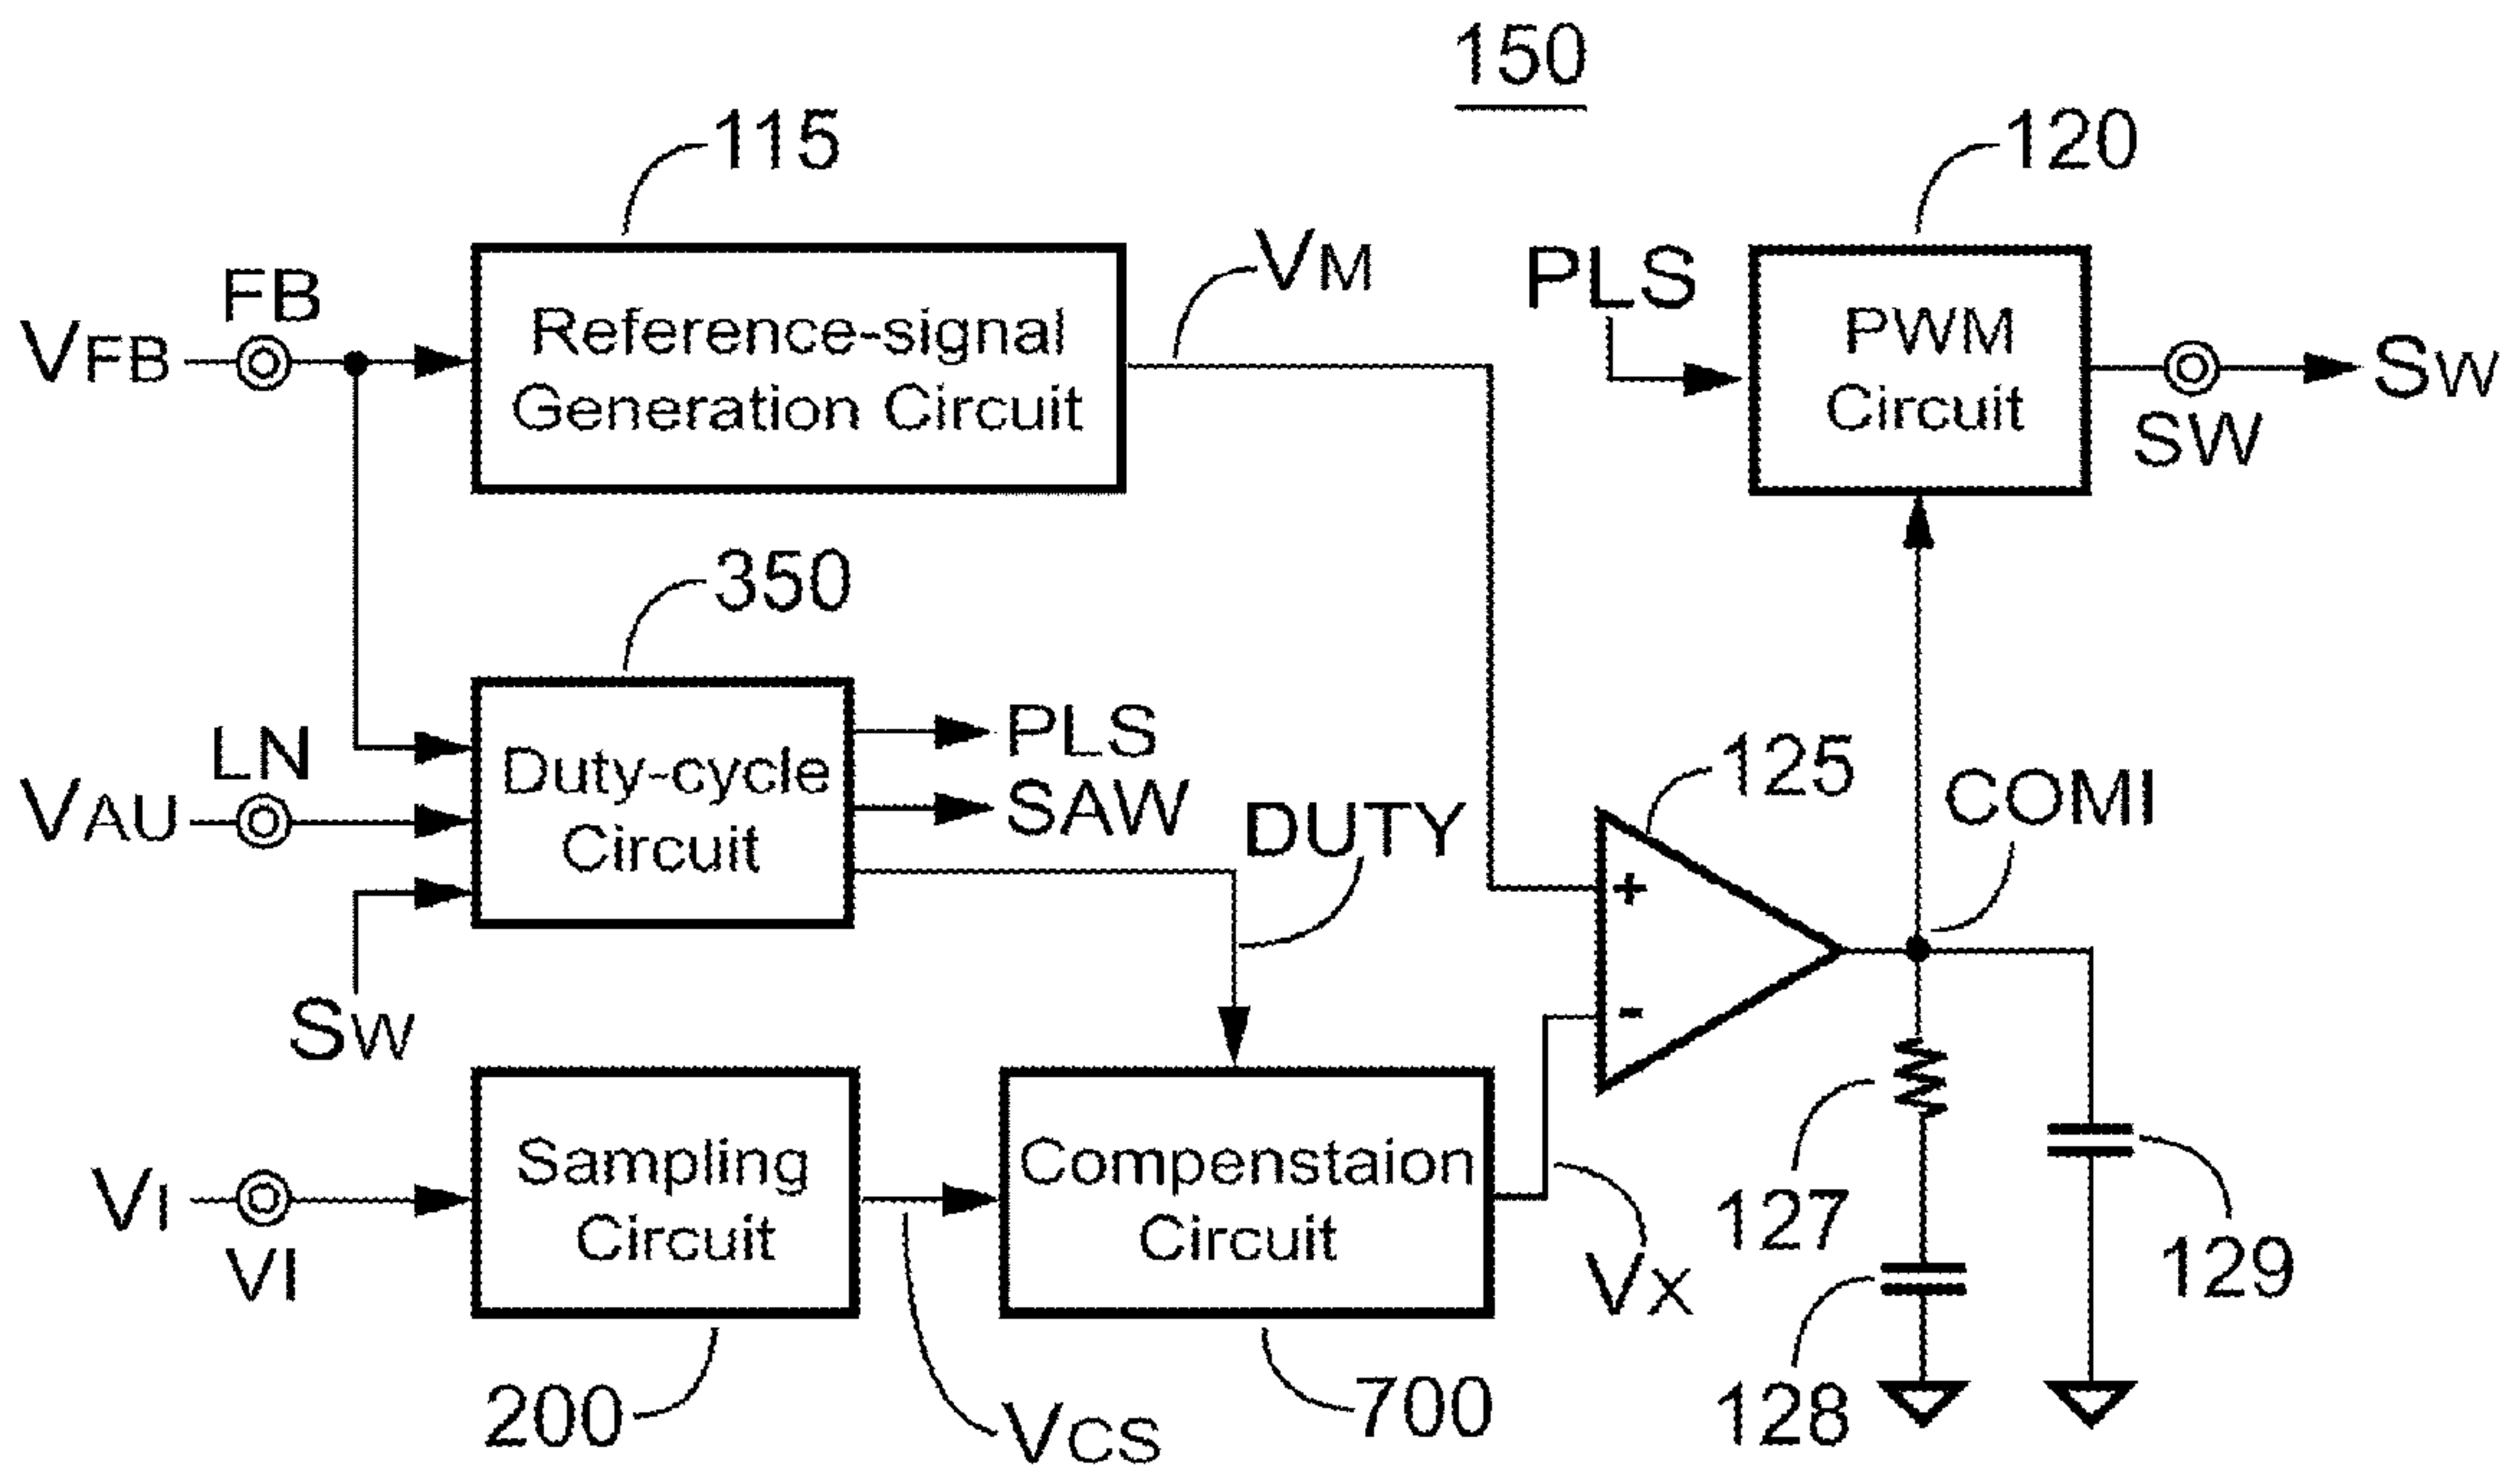 150
115
120
VM
PLS
FB
VFB
Reference-signal
Generation Circuit
PWM
Circuit
SW
SW
350
LN
VAU
Duty-cycle
Circuit
PLS
SAW
DUTY
125
COMI
SW
Sampling
Circuit
Compenstaion
Circuit
VI
VI
VX
127
129
200
VCS
700
128
+
-